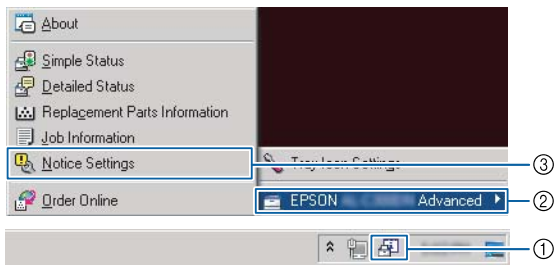 About
Simple Status
Detailed Status
Replacement Parts Information
Job Information
Notice Settings
Tray Icon Settings
③
Order Online
EPSON Advanced
②
①